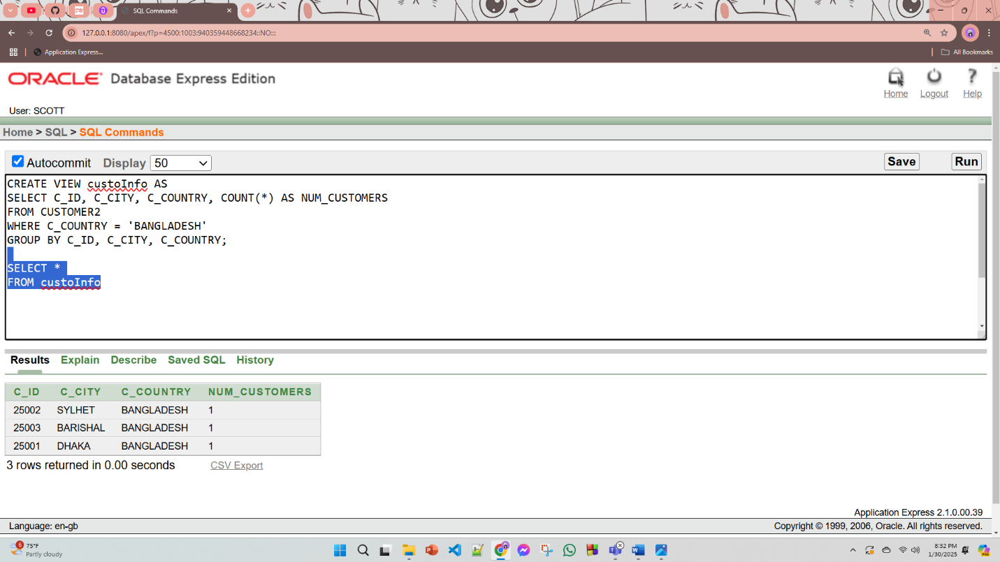 SQL Commands
127.0.0.1:8080/apex/f?p=4500:1003:940359448668234::NO:::
Application Express...
All Bookmarks
ORACLE Database Express Edition
Home Logout Help
User: SCOTT
Home > SQL > SQL Commands
Autocommit Display 50 Save Run
CREATE VIEW custoInfo AS
SELECT C_ID, C_CITY, C_COUNTRY, COUNT(*) AS NUM_CUSTOMERS
FROM CUSTOMER2
WHERE C_COUNTRY = 'BANGLADESH'
GROUP BY C_ID, C_CITY, C_COUNTRY;
SELECT *
FROM custoInfo
Results Explain Describe Saved SQL History
C_ID C_CITY C_COUNTRY NUM_CUSTOMERS
25002 SYLHET BANGLADESH 1
25003 BARISHAL BANGLADESH 1
25001 DHAKA BANGLADESH 1
3 rows returned in 0.00 seconds CSV Export
Application Express 2.1.0.00.39
Language: en-gb Copyright © 1999, 2006, Oracle. All rights reserved.
6 75°F 8:32 PM
Partly cloudy 1/30/2025